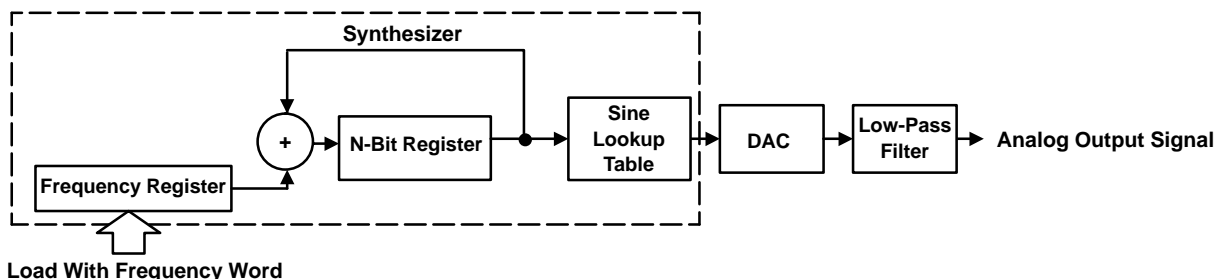 Synthesizer
+
N-Bit Register
Frequency Register
Load With Frequency Word
Sine
Lookup
Table
DAC
Low-Pass
Filter
Analog Output Signal